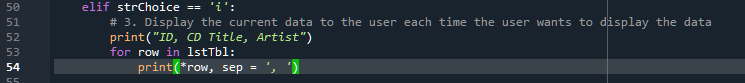 50 elif strChoice == 'i':
51 # 3. Display the current data to the user each time the user wants to display the data
52 print("ID, CD Title, Artist")
53 for row in lstTbl:
54 print(*row, sep = ', ')
55